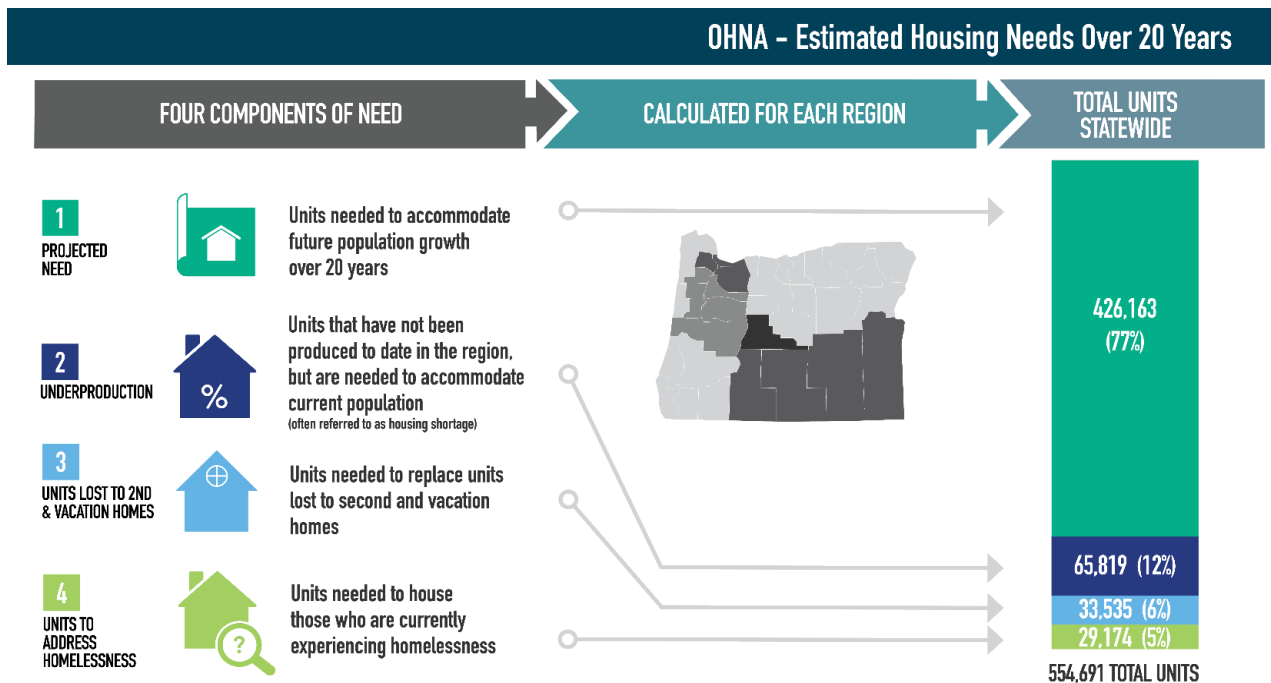 OHNA – Estimated Housing Needs Over 20 Years
FOUR COMPONENTS OF NEED
CALCULATED FOR EACH REGION
TOTAL UNITS
STATEWIDE
1
PROJECTED
NEED
Units needed to accommodate
future population growth
over 20 years
2
UNDERPRODUCTION
%
Units that have not been
produced to date in the region,
but are needed to accommodate
current population
(often referred to as housing shortage)
3
UNITS LOST TO 2ND
& VACATION HOMES
Units needed to replace units
lost to second and vacation
homes
4
UNITS TO
ADDRESS
HOMELESSNESS
?
Units needed to house
those who are currently
experiencing homelessness
426,163
(77%)
65,819 (12%)
33,535 (6%)
29,174 (5%)
554,691 TOTAL UNITS